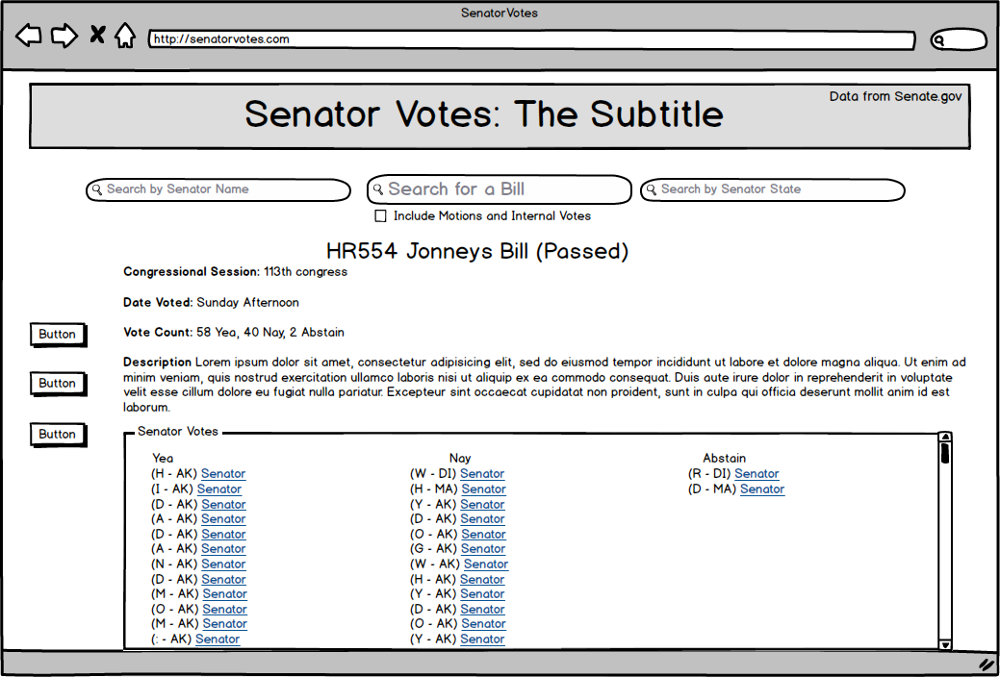 SenatorVotes
http://senatorvotes.com
Data from Senate.gov
Senator Votes: The Subtitle
Search by Senator Name
Search for a Bill
Search by Senator State
Include Motions and Internal Votes
HR554 Jonneys Bill (Passed)
Congressional Session: 113th congress
Date Voted: Sunday Afternoon
Button
Vote Count: 58 Yea, 40 Nay, 2 Abstain
Description Lorem ipsum dolor sit amet, consectetur adipisicing elit, sed do eiusmod tempor incididunt ut labore et dolore magna aliqua. Ut enim ad
minim veniam, quis nostrud exercitation ullamco laboris nisi ut aliquip ex ea commodo consequat. Duis aute irure dolor in reprehenderit in voluptate
velit esse cillum dolore eu fugiat nulla pariatur. Excepteur sint occaecat cupidatat non proident, sunt in culpa qui officia deserunt mollit anim id est
laborum.
Button
Button
Senator Votes
Yea
(H - AK) Senator
(I - AK) Senator
(D - AK) Senator
(A - AK) Senator
(D - AK) Senator
(A - AK) Senator
(N - AK) Senator
(D - AK) Senator
(M - AK) Senator
(O - AK) Senator
(M - AK) Senator
(: - AK) Senator
Nay
(W - DI) Senator
(H - MA) Senator
(Y - AK) Senator
(D - AK) Senator
(O - AK) Senator
(G - AK) Senator
(W - AK) Senator
(H - AK) Senator
(Y - AK) Senator
(D - AK) Senator
(O - AK) Senator
(Y - AK) Senator
Abstain
(R - DI) Senator
(D - MA) Senator